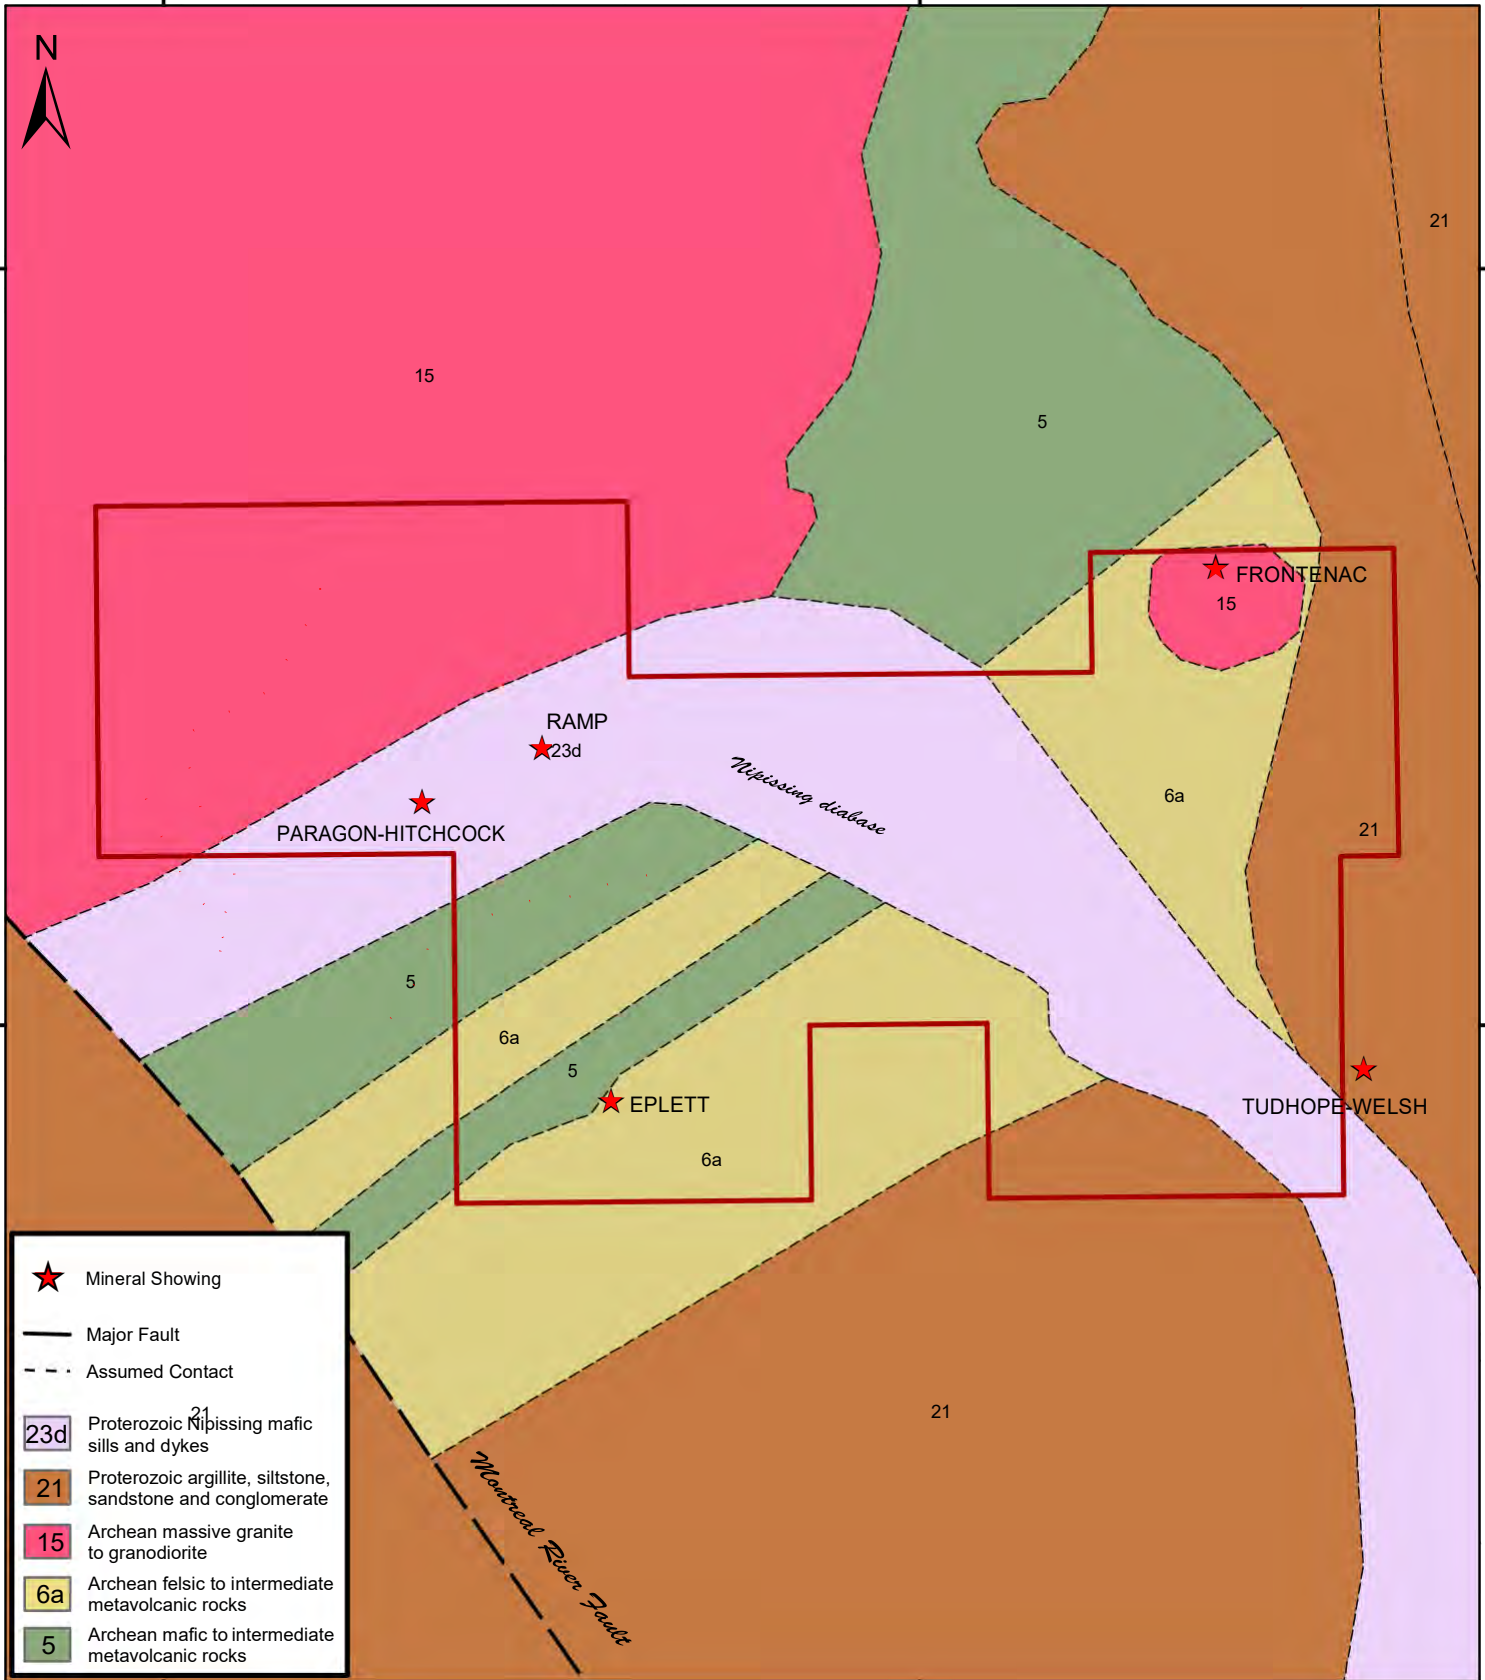 N
21
15
5
FRONTENAC
15
RAMP
23d
Nipissing diabase
6a
PARAGON-HITCHCOCK
21
5
6a
5
EPLETT
TUDHOPE-WELSH
6a
Mineral Showing
Major Fault
Assumed Contact
21
21
23d
Proterozoic Nipissing mafic
sills and dykes
21
Proterozoic argillite, siltstone,
sandstone and conglomerate
15
Archean massive granite
to granodiorite
6a
Archean felsic to intermediate
metavolcanic rocks
5
Archean mafic to intermediate
metavolcanic rocks
Montreal River Fault